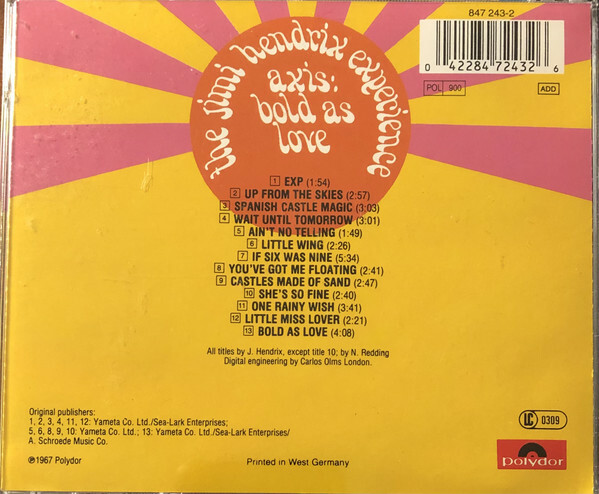 847 243-2
0 42284 72432 6
POL 900
ADD
the jimi hendrix experience
axis:
bold as
love
1 EXP (1:54)
2 UP FROM THE SKIES (2:57)
3 SPANISH CASTLE MAGIC (3:03)
4 WAIT UNTIL TOMORROW (3:01)
5 AIN'T NO TELLING (1:49)
6 LITTLE WING (2:26)
7 IF SIX WAS NINE (5:34)
8 YOU'VE GOT ME FLOATING (2:41)
9 CASTLES MADE OF SAND (2:47)
10 SHE'S SO FINE (2:40)
11 ONE RAINY WISH (3:41)
12 LITTLE MISS LOVER (2:21)
13 BOLD AS LOVE (4:08)
All titles by J. Hendrix, except title 10; by N. Redding
Digital engineering by Carlos Olms London.
Original publishers:
1, 2, 3, 4, 11, 12: Yameta Co. Ltd./Sea-Lark Enterprises;
5, 6, 8, 9, 10: Yameta Co. Ltd.; 13: Yameta Co. Ltd./Sea-Lark Enterprises/
A. Schroede Music Co.
LC 0309
℗1967 Polydor
Printed in West Germany
Polydor